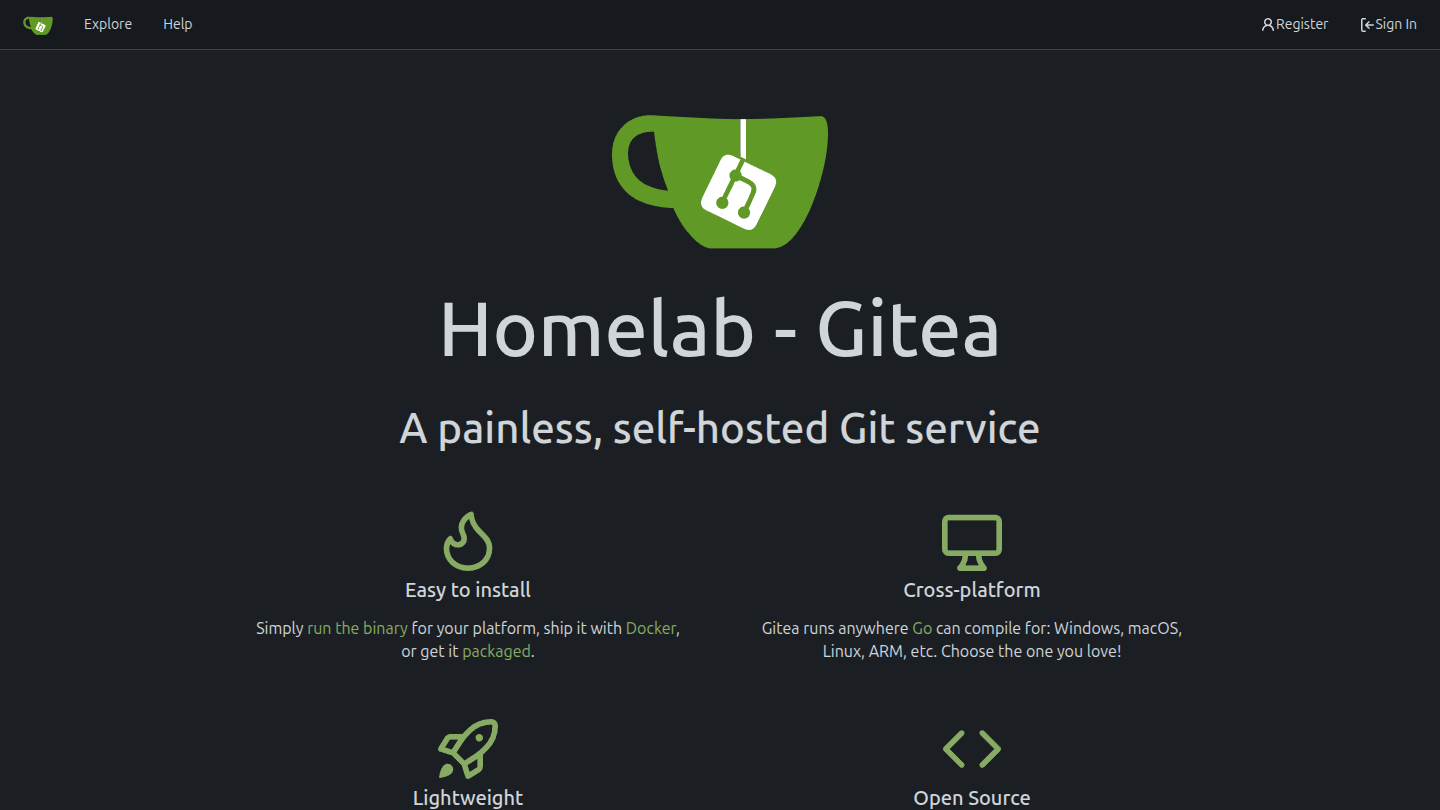 Explore Help Register Sign In
Homelab - Gitea
A painless, self-hosted Git service
Easy to install
Simply run the binary for your platform, ship it with Docker,
or get it packaged.
Cross-platform
Gitea runs anywhere Go can compile for: Windows, macOS,
Linux, ARM, etc. Choose the one you love!
Lightweight
Open Source